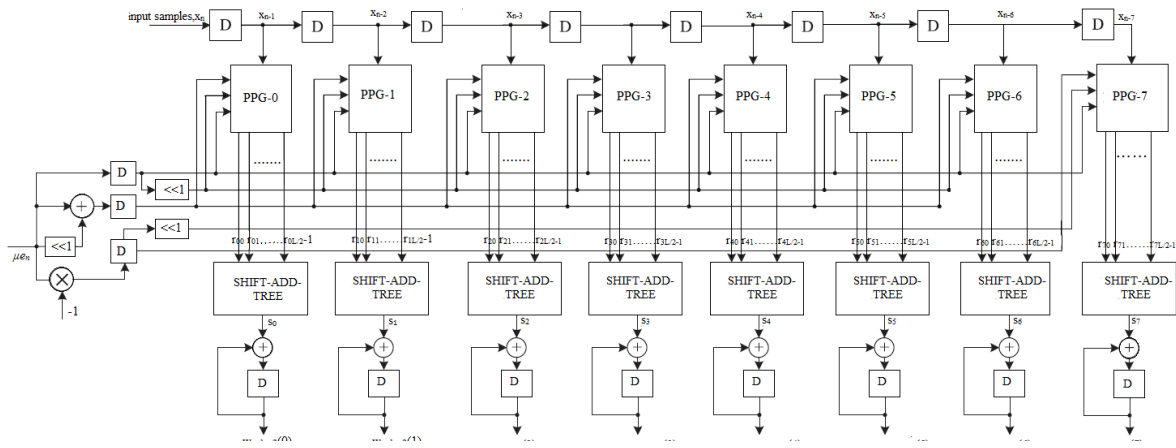 input samples,xn D xn-1 D xn-2 D xn-3 D D xn-4 D xn-5 D xn-6 D xn-7
PPG-0 PPG-1 PPG-2 PPG-3 PPG-4 PPG-5 PPG-6 PPG-7
....... ....... ....... ....... ....... ....... ....... ......
D
<<1
+ D
<<1
<<1 D
μen
r00 r01......r0L/2-1 r10 r11......r1L/2-1 r20 r21......r2L/2-1 r30 r31......r3L/2-1 r40 r41......r4L/2-1 r50 r51......r5L/2-1 r60 r61......r6L/2-1 r70 r71......r7L/2-1
×
-1
SHIFT-ADD- SHIFT-ADD- SHIFT-ADD- SHIFT-ADD- SHIFT-ADD- SHIFT-ADD- SHIFT-ADD- SHIFT-ADD-
TREE TREE TREE TREE TREE TREE TREE TREE
s0 s1 s2 s3 s4 s5 s6 s7
+ + + + + + + +
D D D D D D D D
(0) (1)